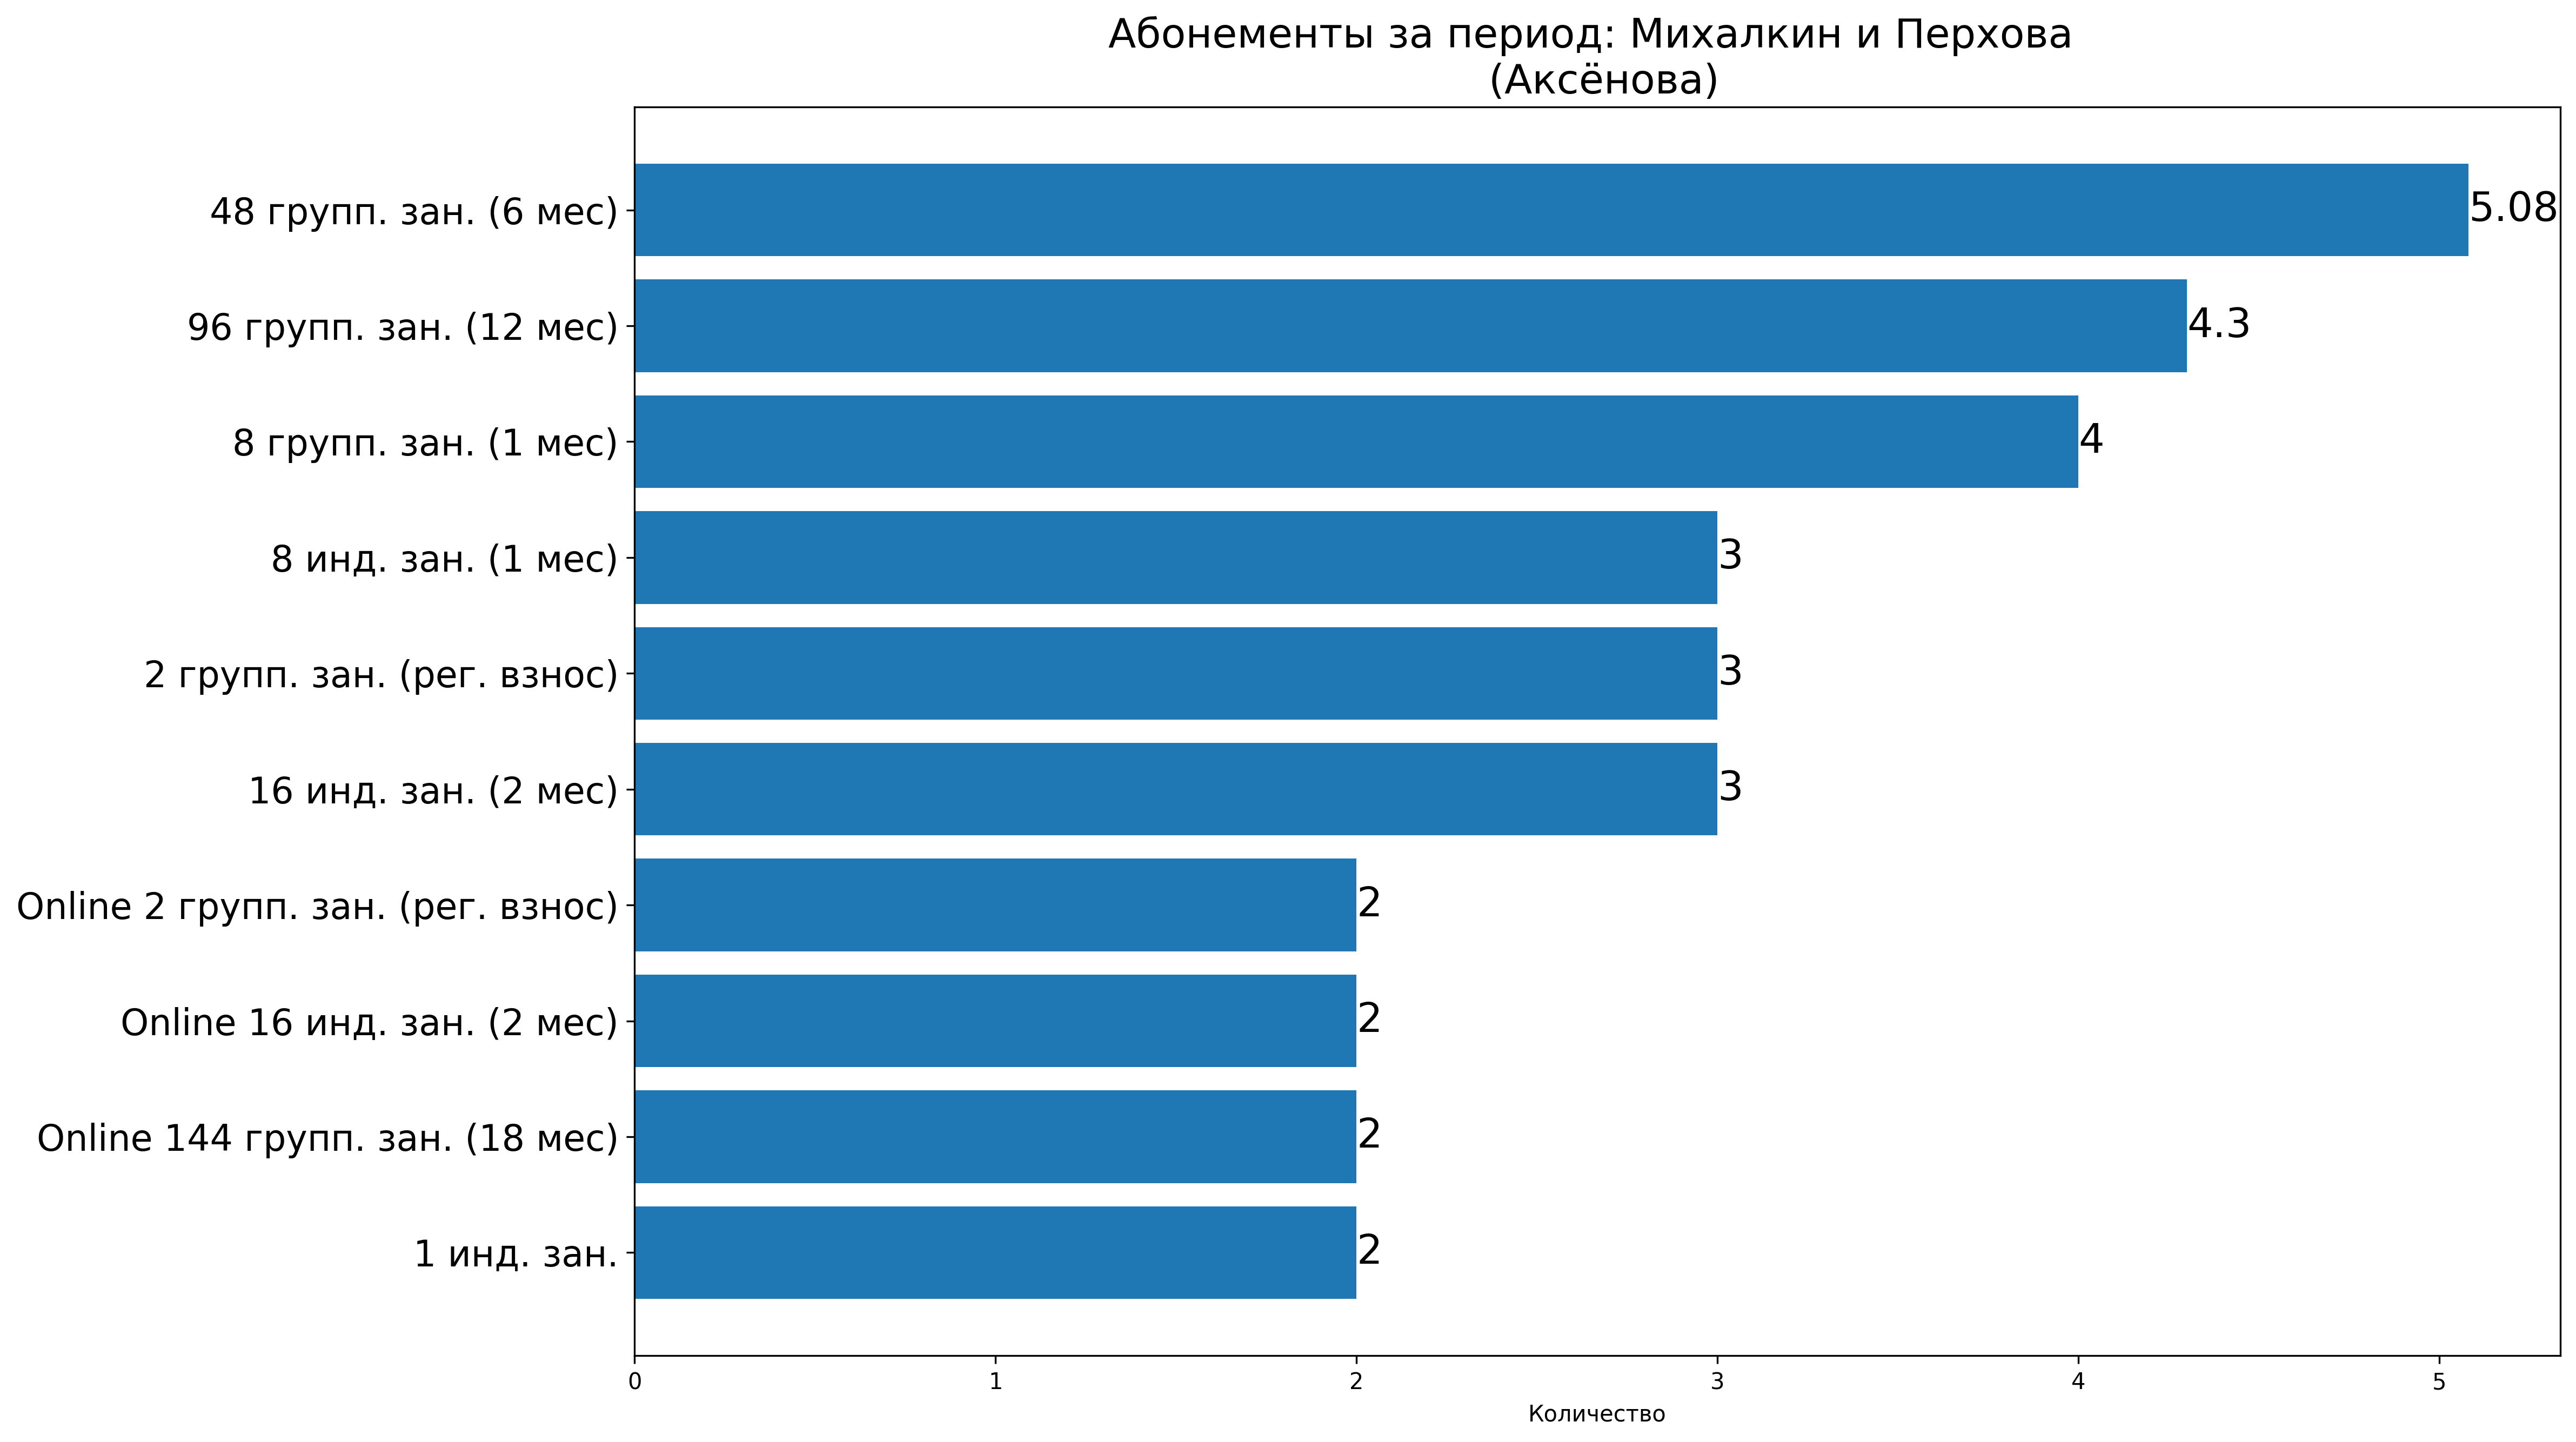 Абонементы за период: Михалкин и Перхова
(Аксёнова)
48 групп. зан. (6 мес)
5.08
96 групп. зан. (12 мес)
4.3
8 групп. зан. (1 мес)
4
8 инд. зан. (1 мес)
3
2 групп. зан. (рег. взнос)
3
16 инд. зан. (2 мес)
3
Online 2 групп. зан. (рег. взнос)
2
Online 16 инд. зан. (2 мес)
2
Online 144 групп. зан. (18 мес)
2
1 инд. зан.
2
0 1 2 3 4 5
Количество